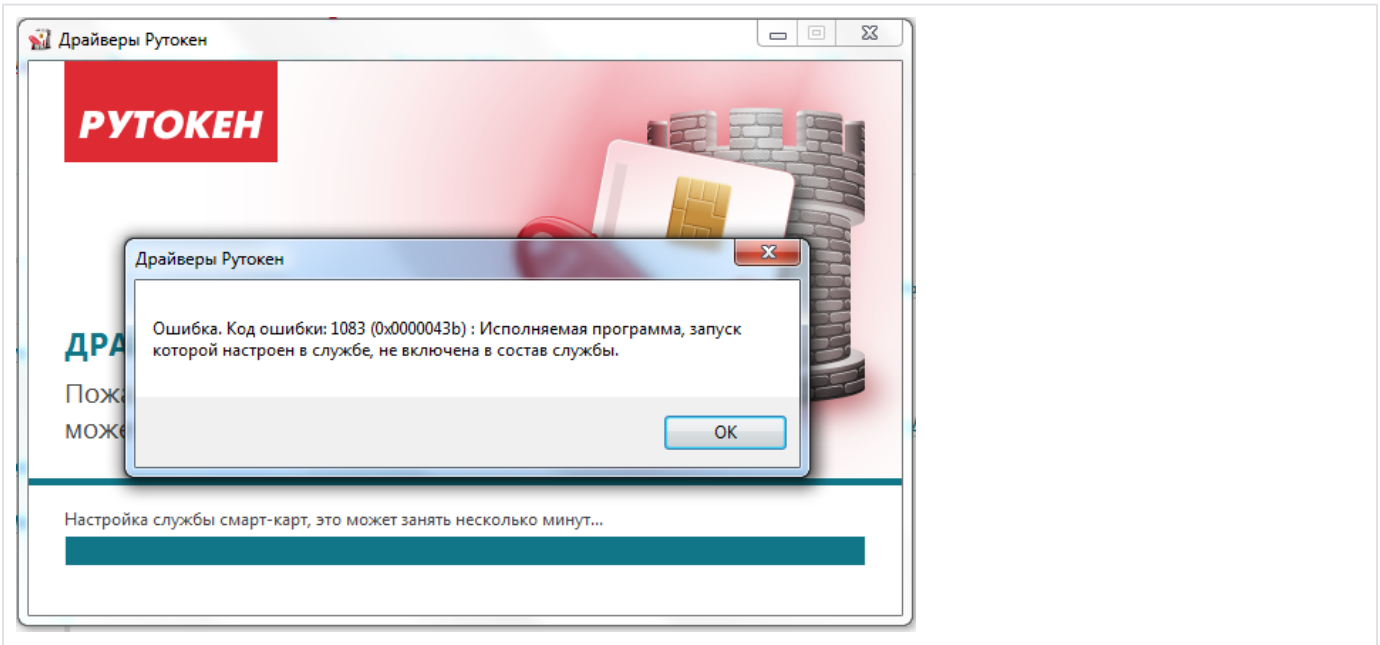 Драйверы Рутокен
РУТОКЕН
Драйверы Рутокен
Ошибка. Код ошибки: 1083 (0x0000043b) : Исполняемая программа, запуск
которой настроен в службе, не включена в состав службы.
OK
Настройка службы смарт-карт, это может занять несколько минут...